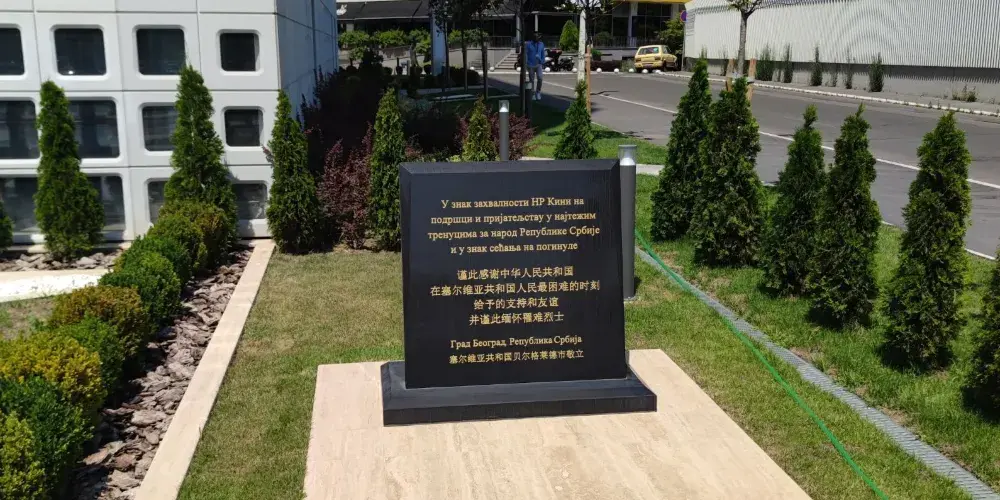 У знак захвалности НР Кини на
подршци и пријатељству у најтежим
тренуцима за народ Републике Србије
и у знак сећања на погинуле
谨此感谢中华人民共和国
在塞尔维亚共和国人民最困难的时刻
给予的支持和友谊
并谨此缅怀罹难烈士
Град Београд, Република Србија
塞尔维亚共和国贝尔格莱德市敬立